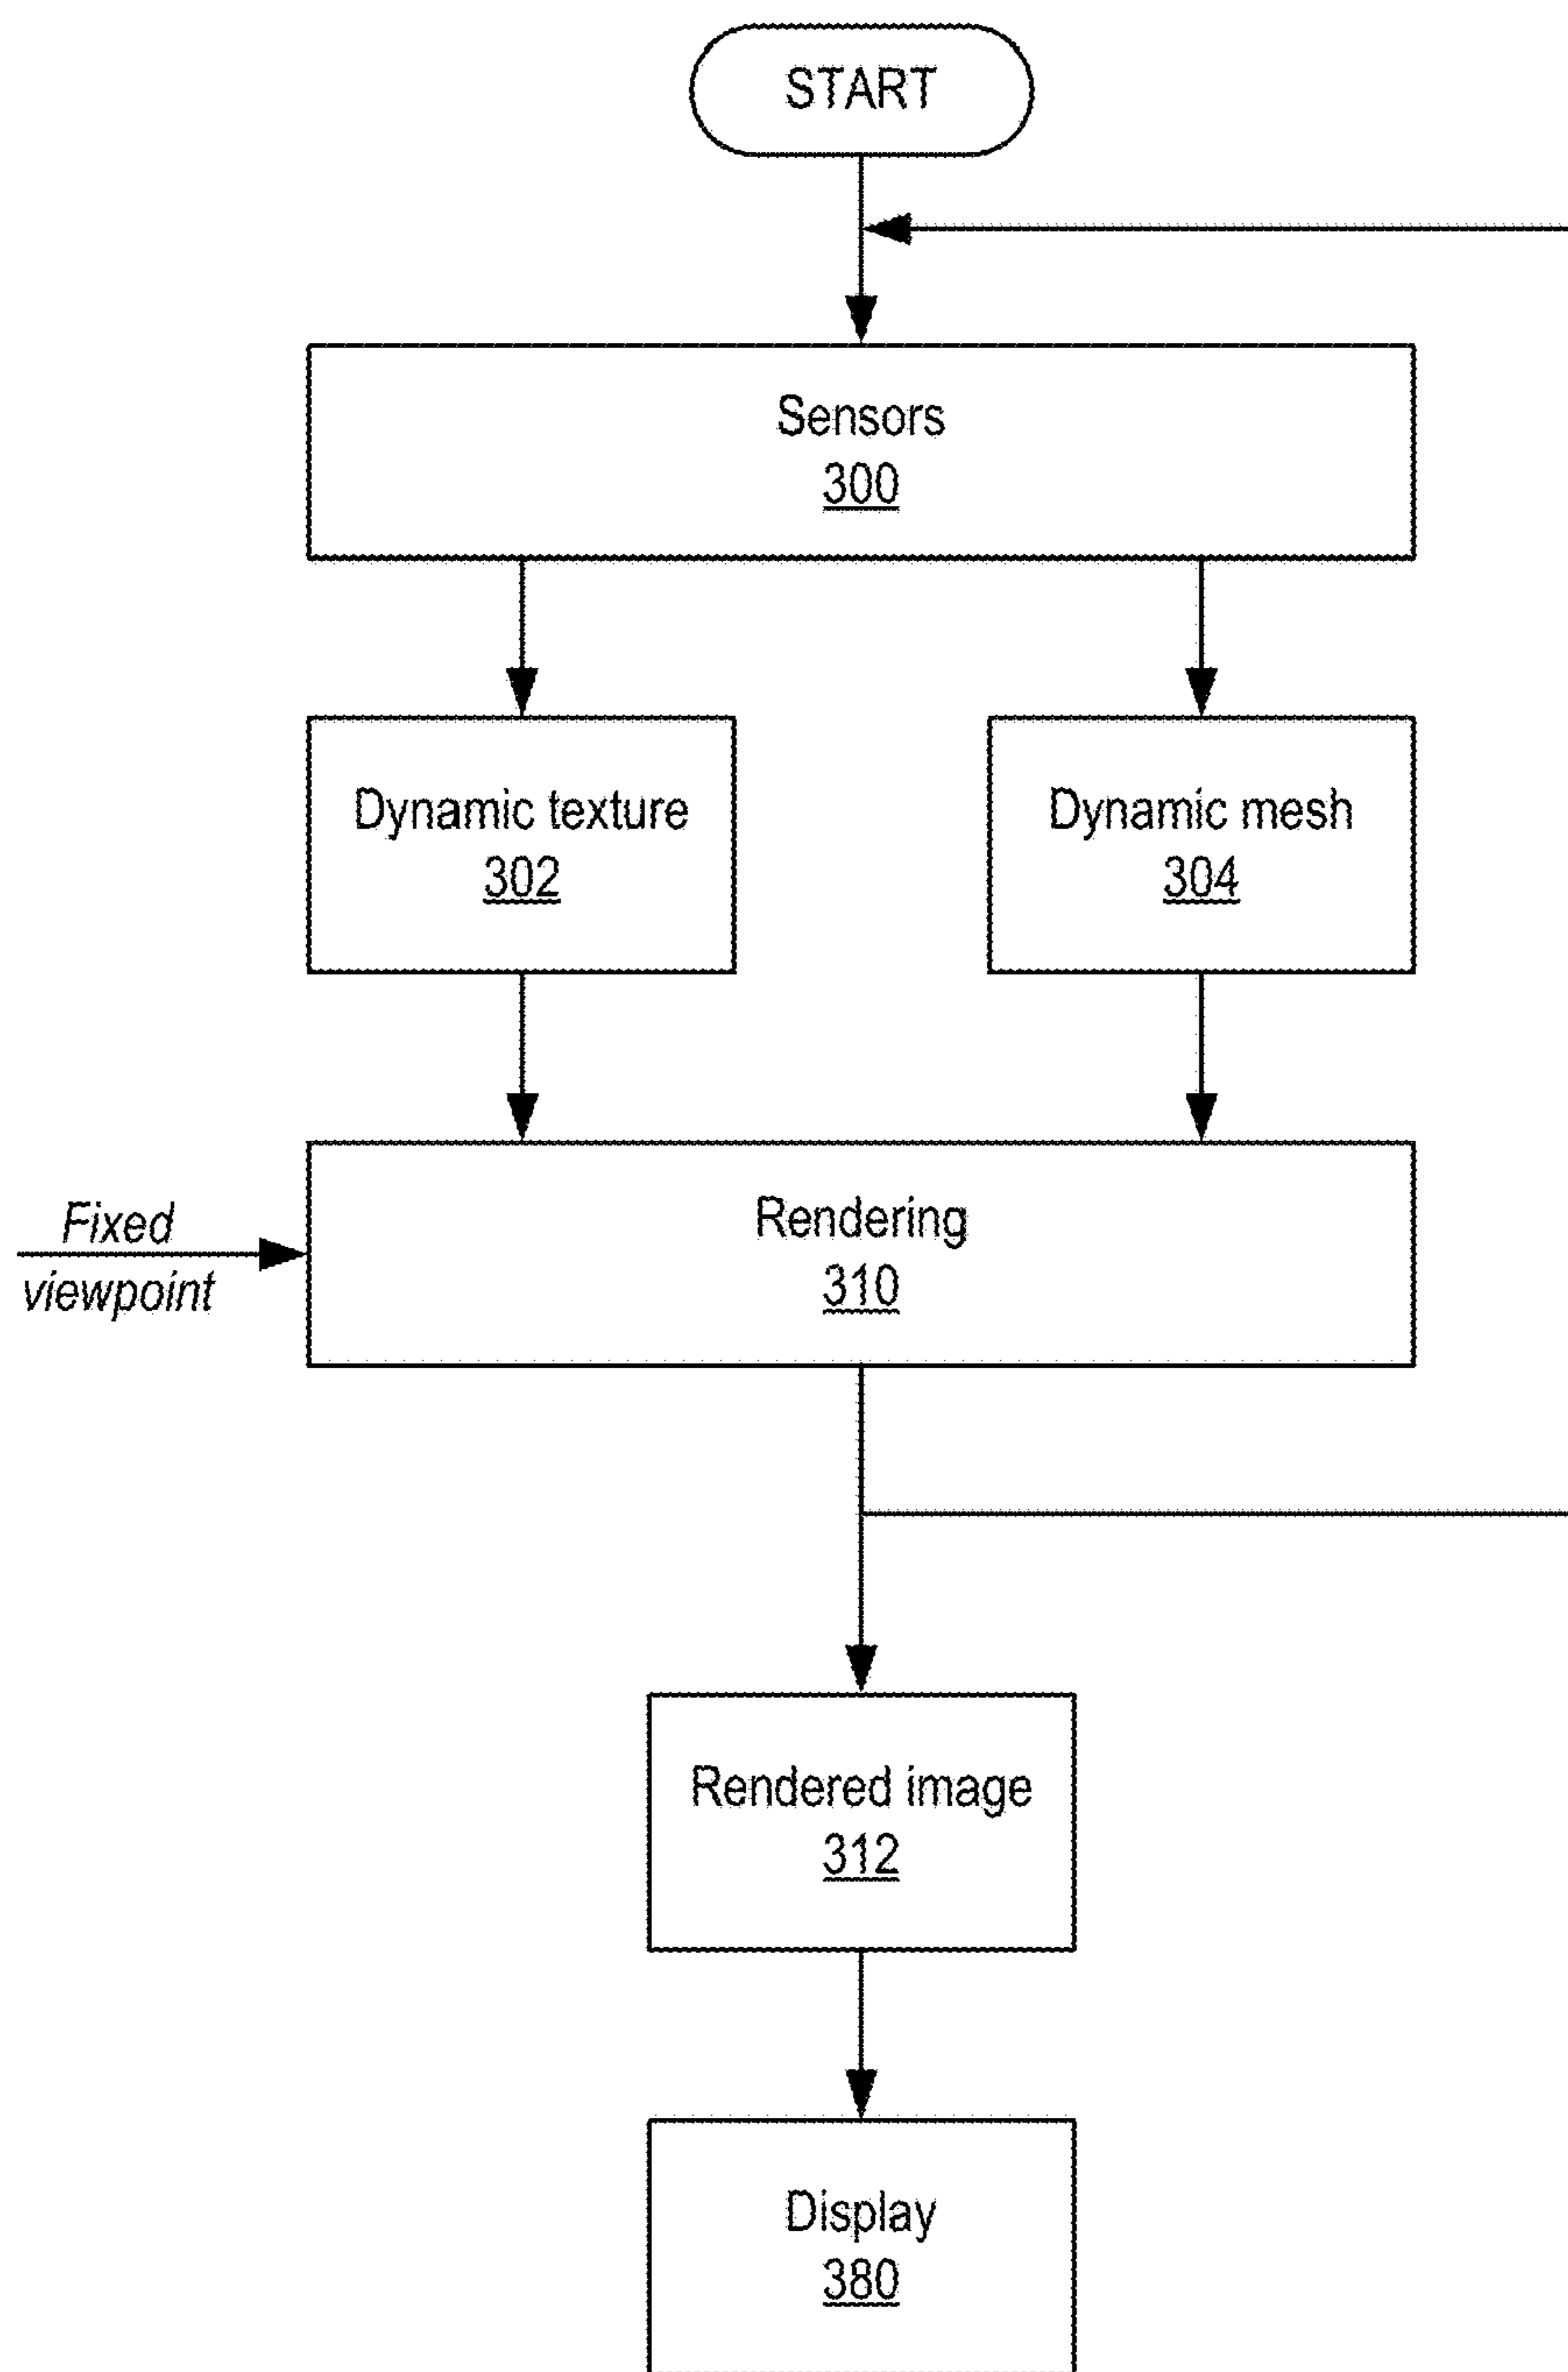 START
Sensors
300
Dynamic texture
302
Dynamic mesh
304
Fixed
viewpoint
Rendering
310
Rendered image
312
Display
380